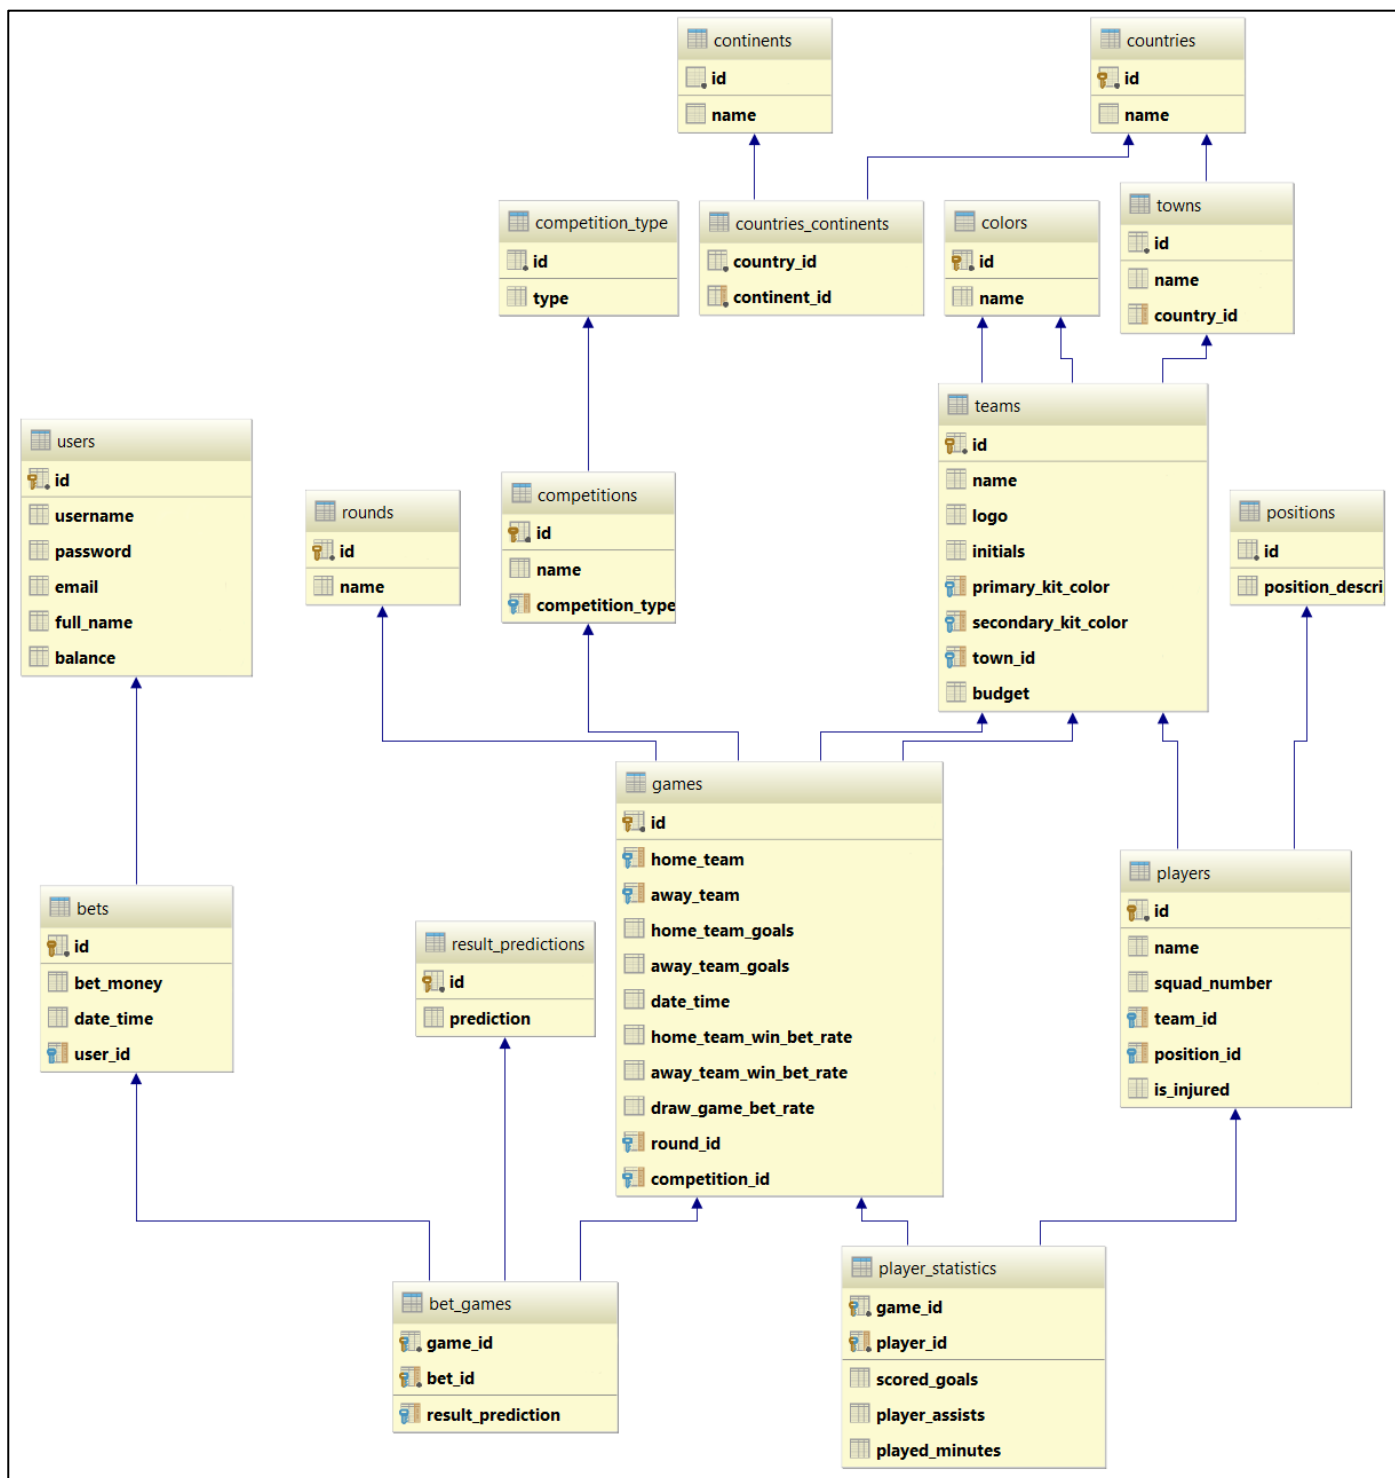 continents
id
name
countries
id
name
competition_type
id
type
countries_continents
country_id
continent_id
colors
id
name
towns
id
name
country_id
users
id
username
password
email
full_name
balance
rounds
id
name
competitions
id
name
competition_type
teams
id
name
logo
initials
primary_kit_color
secondary_kit_color
town_id
budget
positions
id
position_descri
bets
id
bet_money
date_time
user_id
result_predictions
id
prediction
games
id
home_team
away_team
home_team_goals
away_team_goals
date_time
home_team_win_bet_rate
away_team_win_bet_rate
draw_game_bet_rate
round_id
competition_id
players
id
name
squad_number
team_id
position_id
is_injured
bet_games
game_id
bet_id
result_prediction
player_statistics
game_id
player_id
scored_goals
player_assists
played_minutes